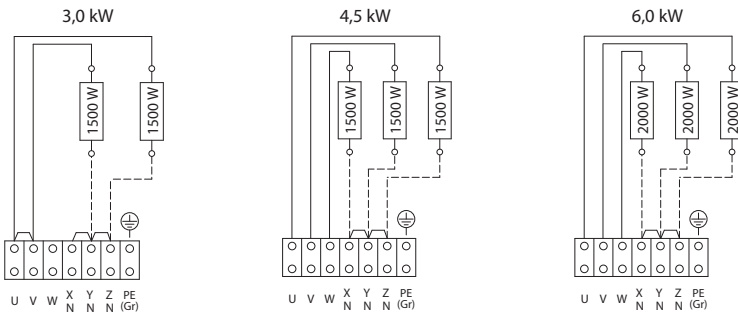 3,0 kW
4,5 kW
6,0 kW
1500 W
1500 W
1500 W
1500 W
1500 W
2000 W
2000 W
2000 W
U V W X N Y N Z N PE (Gr)
U V W X N Y N Z N PE (Gr)
U V W X N Y N Z N PE (Gr)